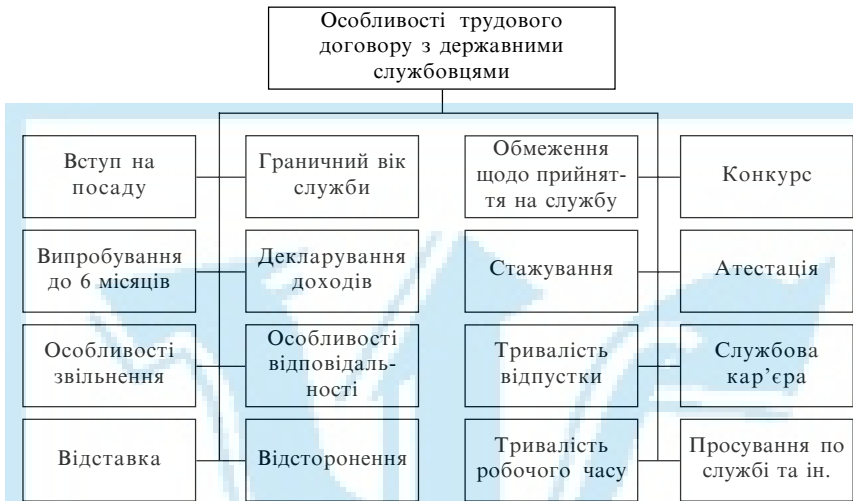 Особливості трудового
договору з державними
службовцями
Вступ на
посаду
Граничний вік
служби
Обмеження
щодо прийнят-
тя на службу
Конкурс
Випробування
до 6 місяців
Декларування
доходів
Стажування
Атестація
Особливості
звільнення
Особливості
відповідаль-
ності
Тривалість
відпустки
Службова
кар’єра
Відставка
Відсторонення
Тривалість
робочого часу
Просування по
службі та ін.